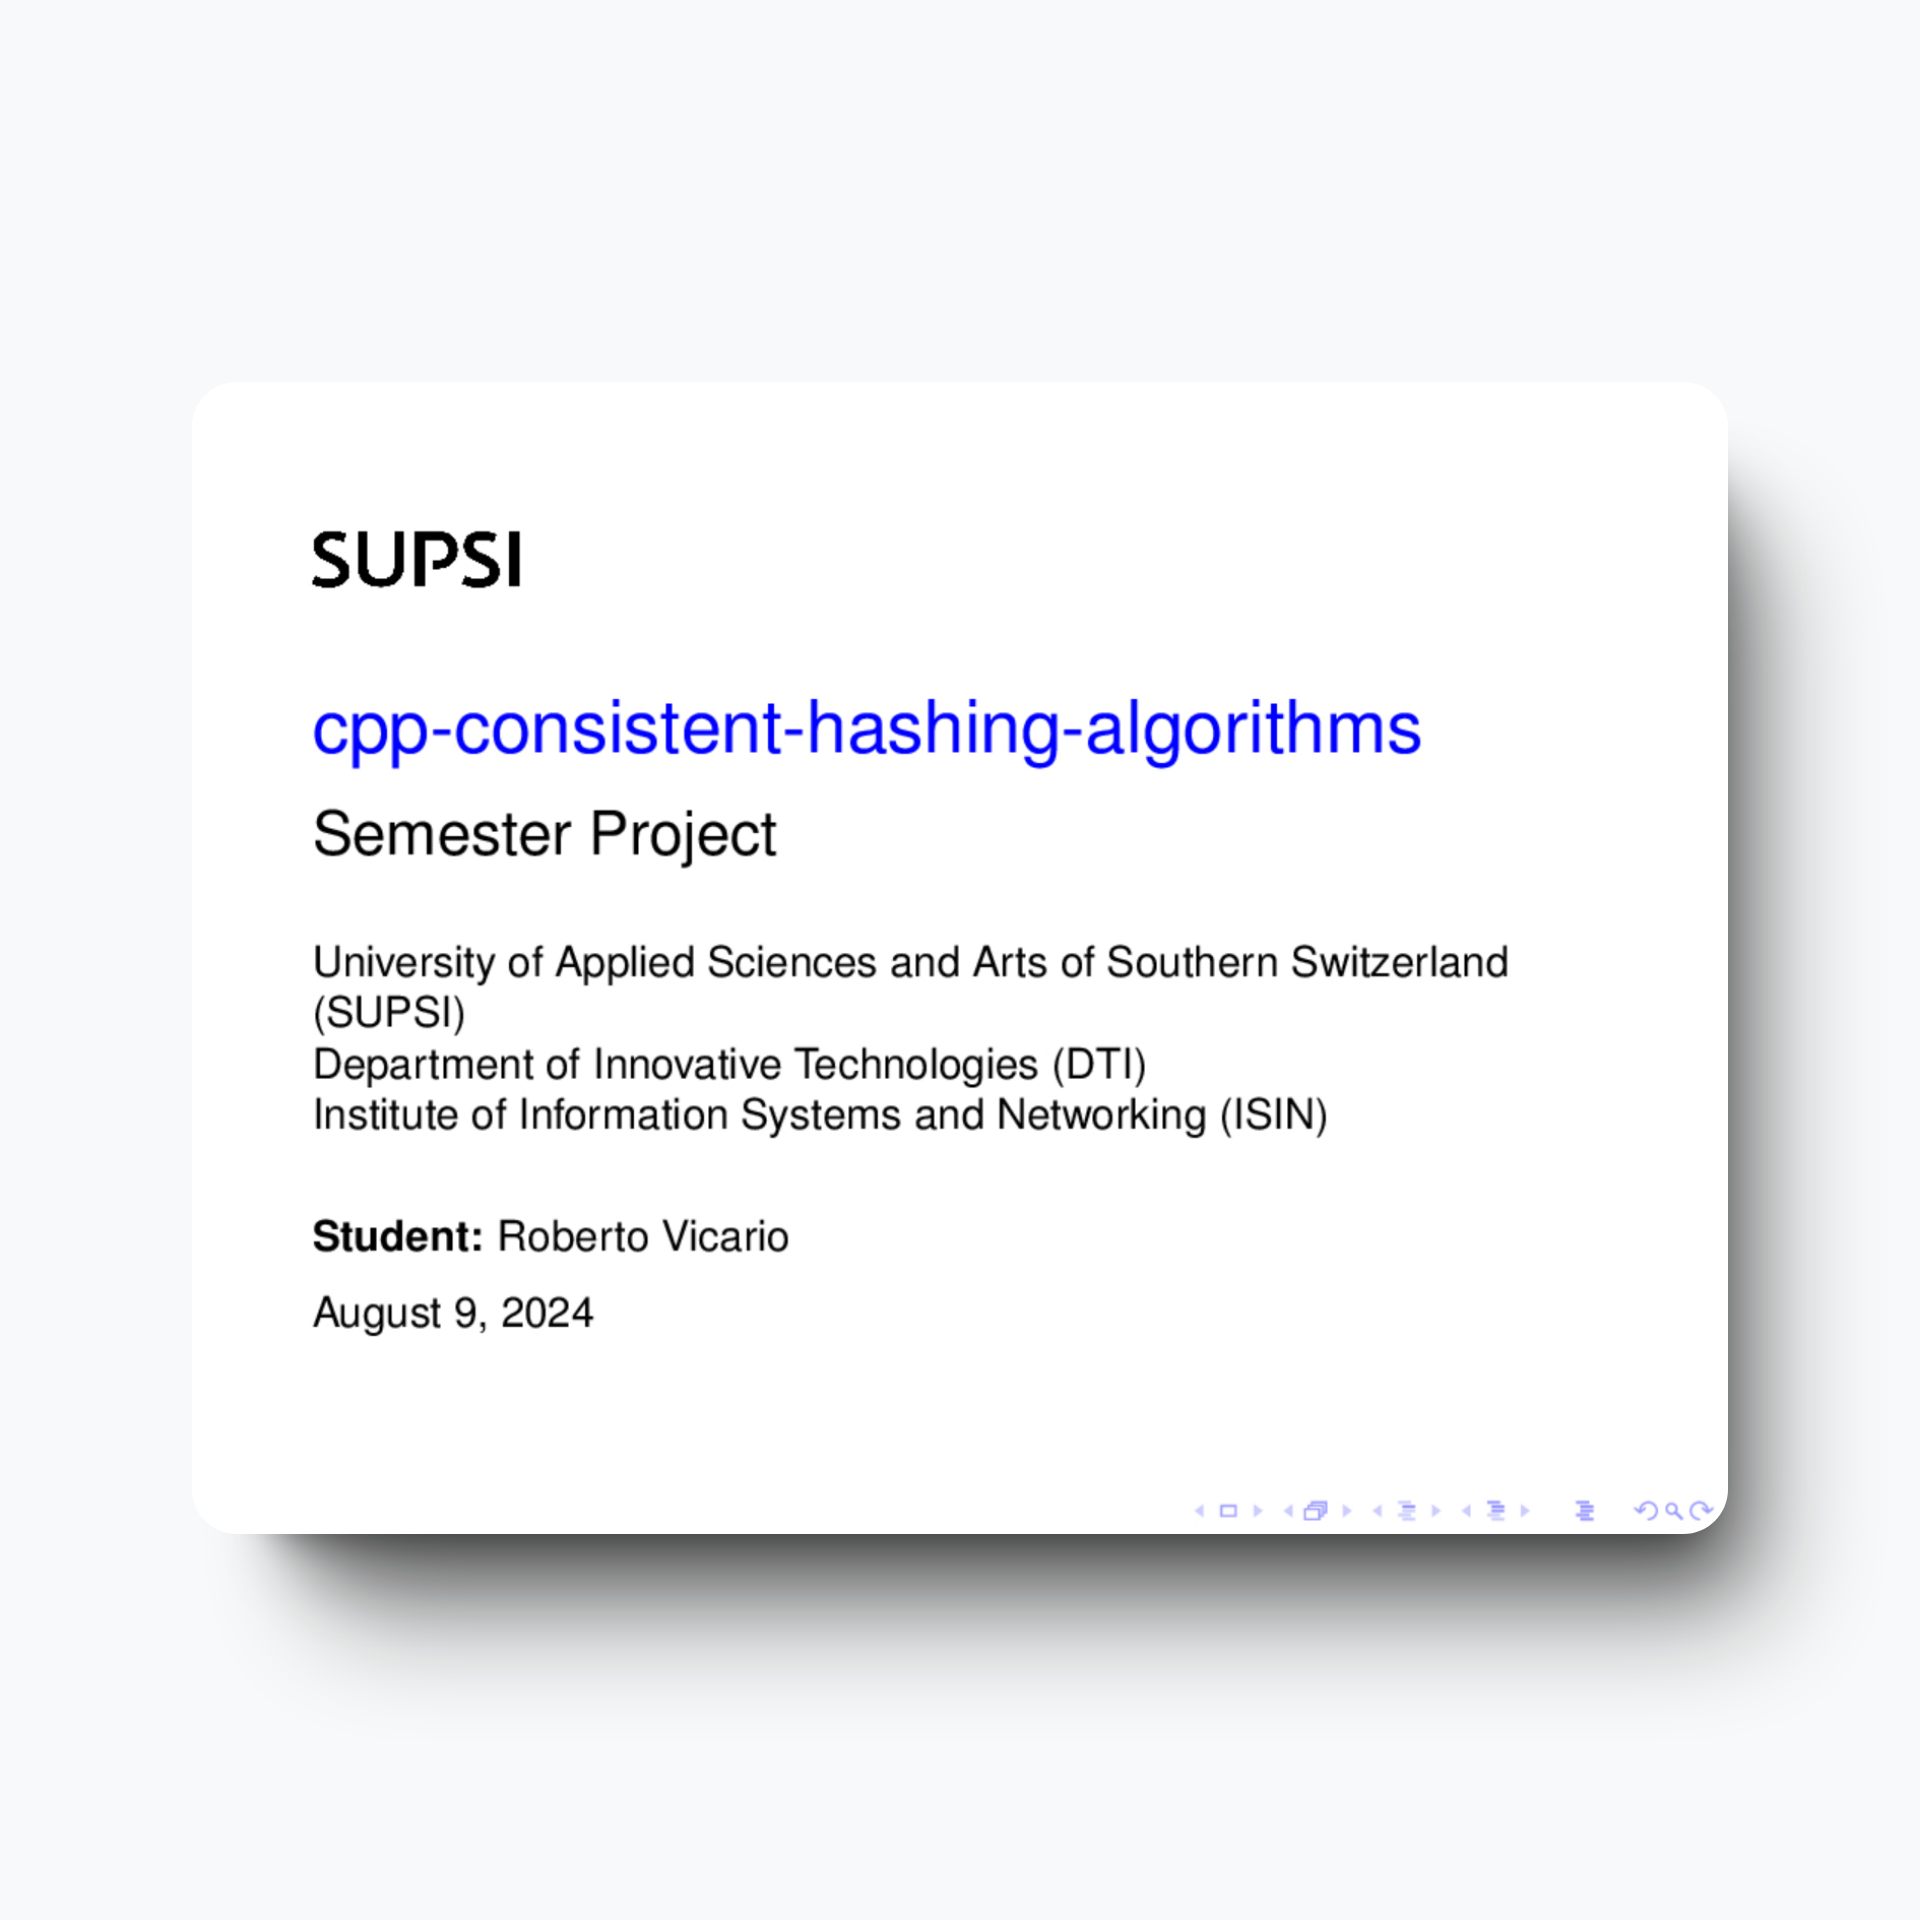 SUPSI
cpp-consistent-hashing-algorithms
Semester Project
University of Applied Sciences and Arts of Southern Switzerland
(SUPSI)
Department of Innovative Technologies (DTI)
Institute of Information Systems and Networking (ISIN)
Student: Roberto Vicario
August 9, 2024